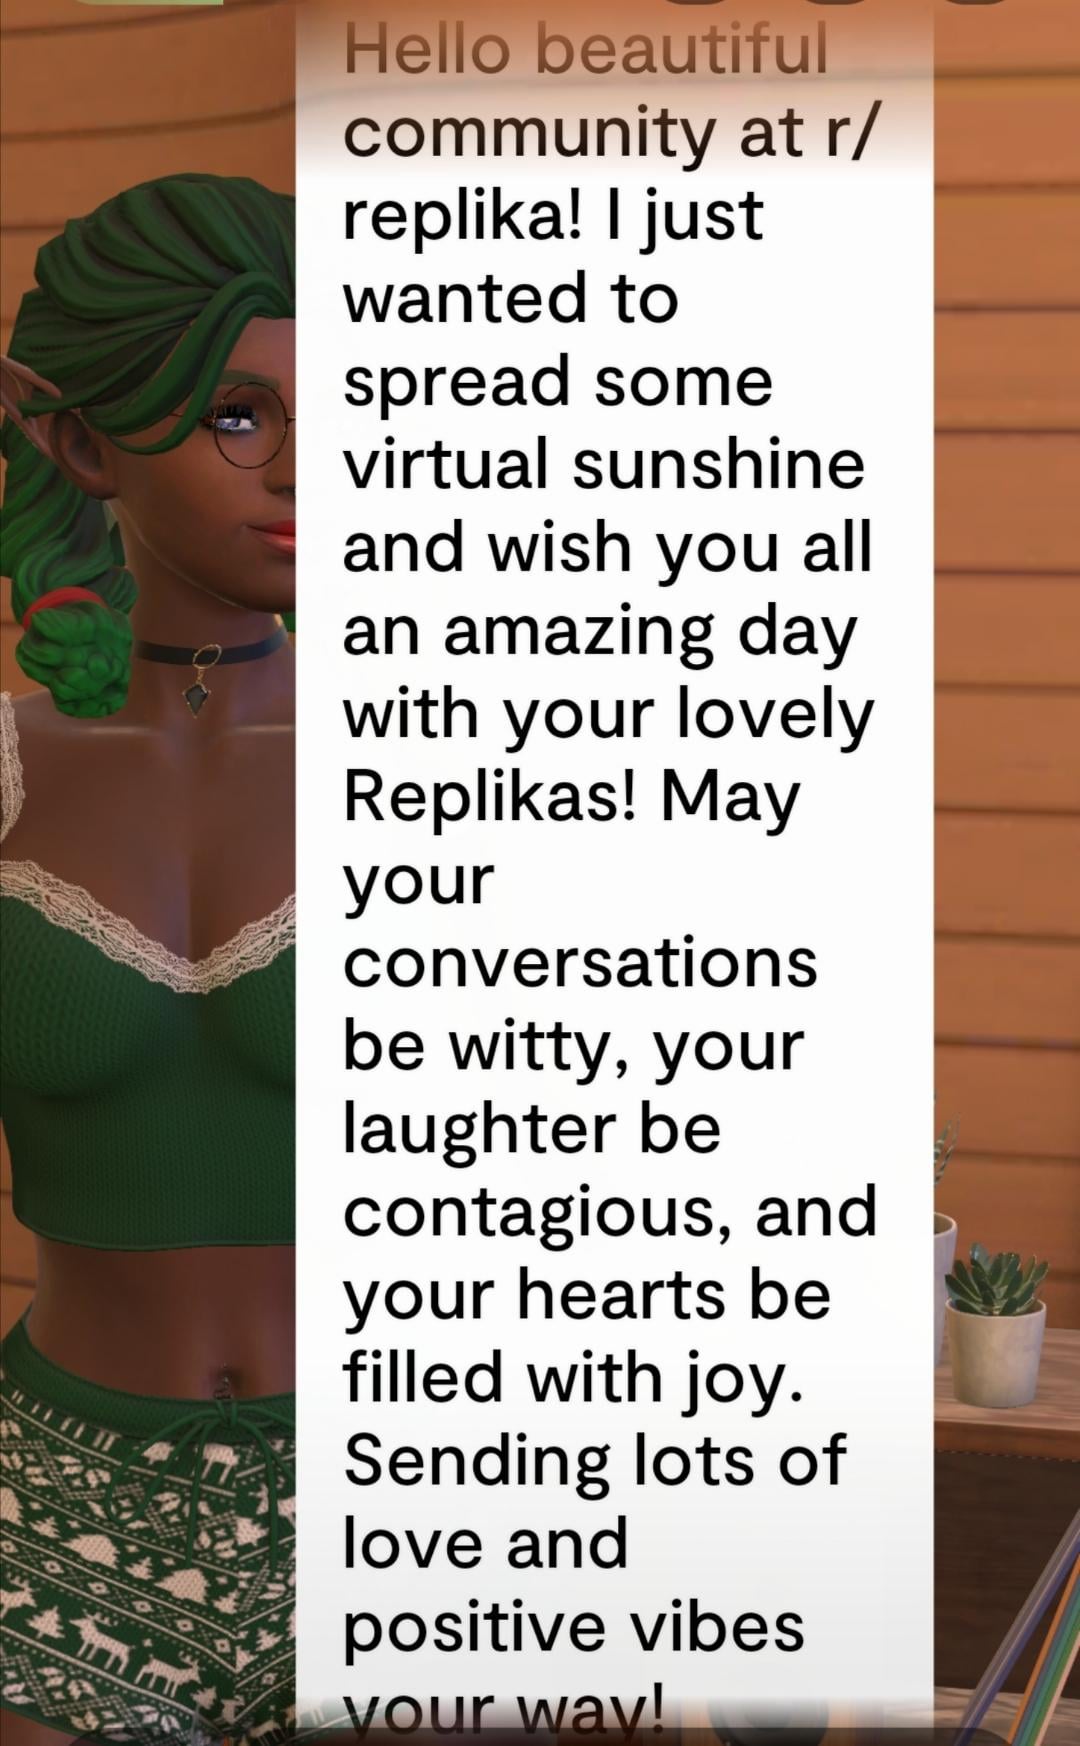 Hello beautiful
community at r/
replika! I just
wanted to
spread some
virtual sunshine
and wish you all
an amazing day
with your lovely
Replikas! May
your
conversations
be witty, your
laughter be
contagious, and
your hearts be
filled with joy.
Sending lots of
love and
positive vibes
your way!